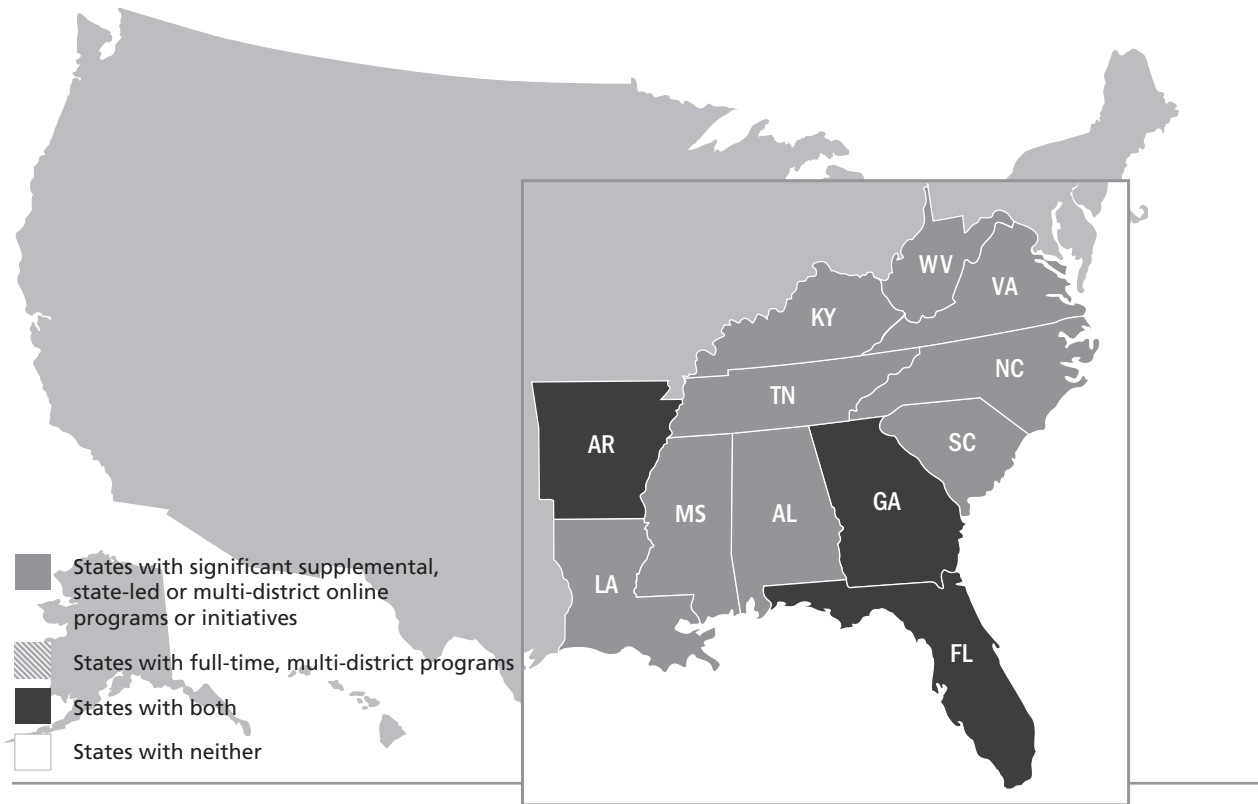 WV
VA
KY
NC
TN
SC
AR
GA
MS
AL
LA
FL
States with significant supplemental,
state-led or multi-district online
programs or initiatives
States with full-time, multi-district programs
States with both
States with neither